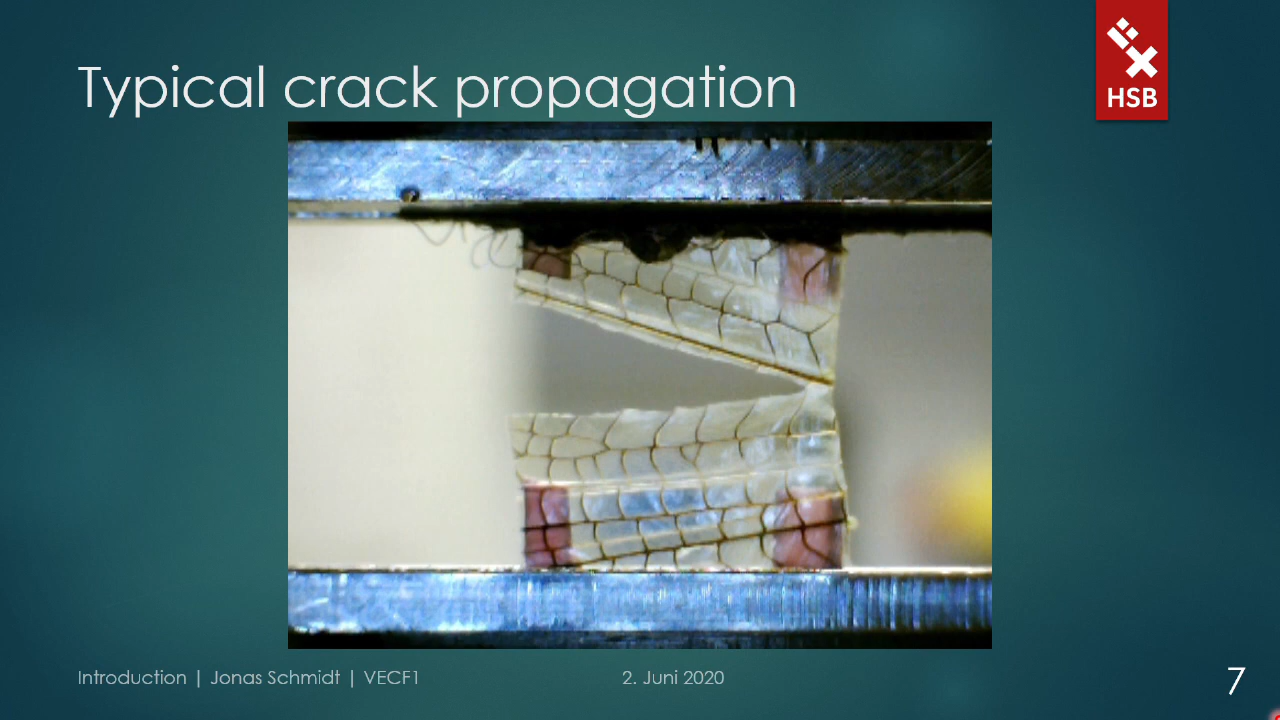 Typical crack propagation
HSB
Introduction | Jonas Schmidt | VECF1
2. Juni 2020
7